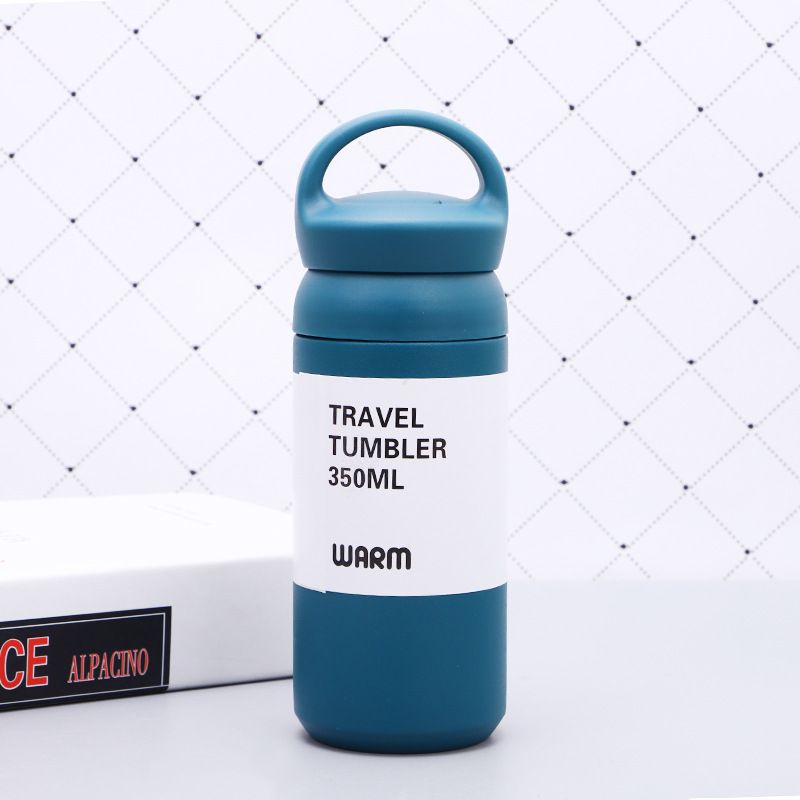 TRAVEL
TUMBLER
350ML
WARM
CE ALPACINO